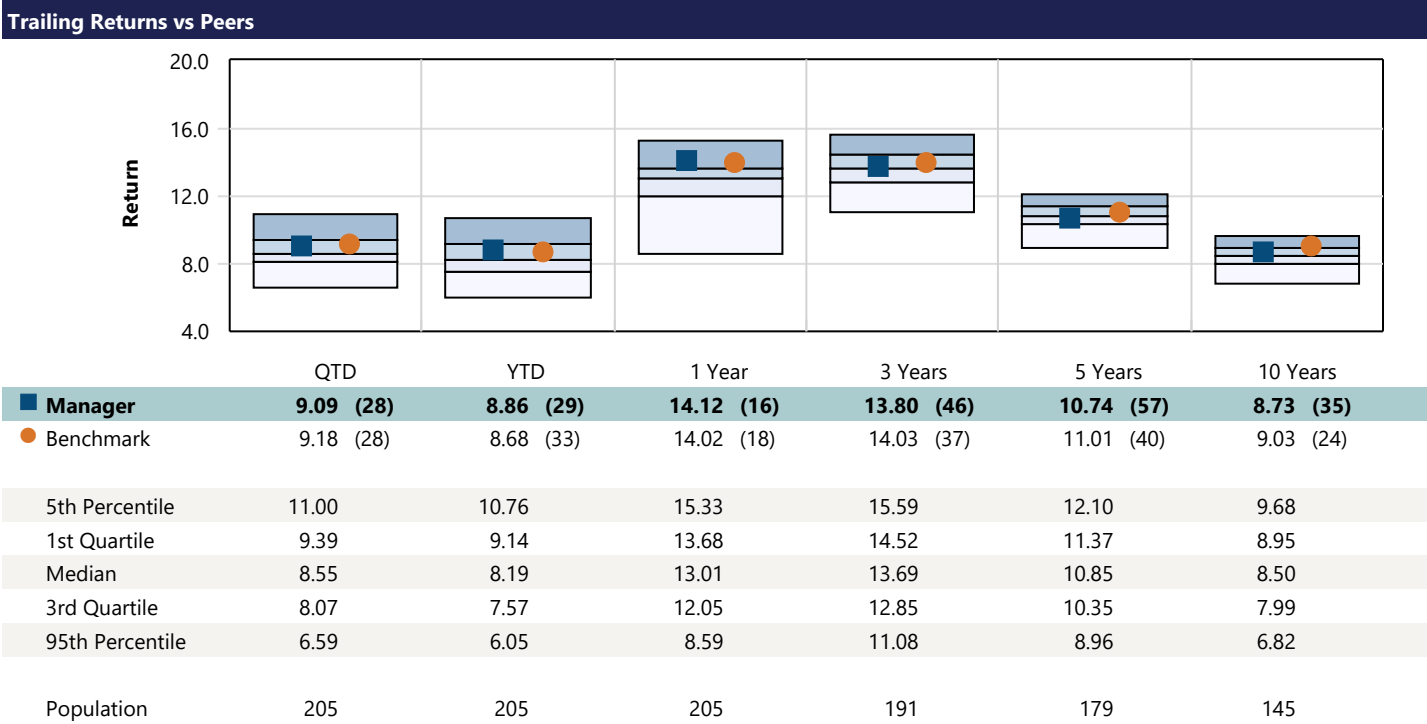 Trailing Returns vs Peers
20.0
16.0
12.0
8.0
4.0
Return
QTD YTD 1 Year 3 Years 5 Years 10 Years
Manager 9.09 (28) 8.86 (29) 14.12 (16) 13.80 (46) 10.74 (57) 8.73 (35)
Benchmark 9.18 (28) 8.68 (33) 14.02 (18) 14.03 (37) 11.01 (40) 9.03 (24)
5th Percentile 11.00 10.76 15.33 15.59 12.10 9.68
1st Quartile 9.39 9.14 13.68 14.52 11.37 8.95
Median 8.55 8.19 13.01 13.69 10.85 8.50
3rd Quartile 8.07 7.57 12.05 12.85 10.35 7.99
95th Percentile 6.59 6.05 8.59 11.08 8.96 6.82
Population 205 205 205 191 179 145